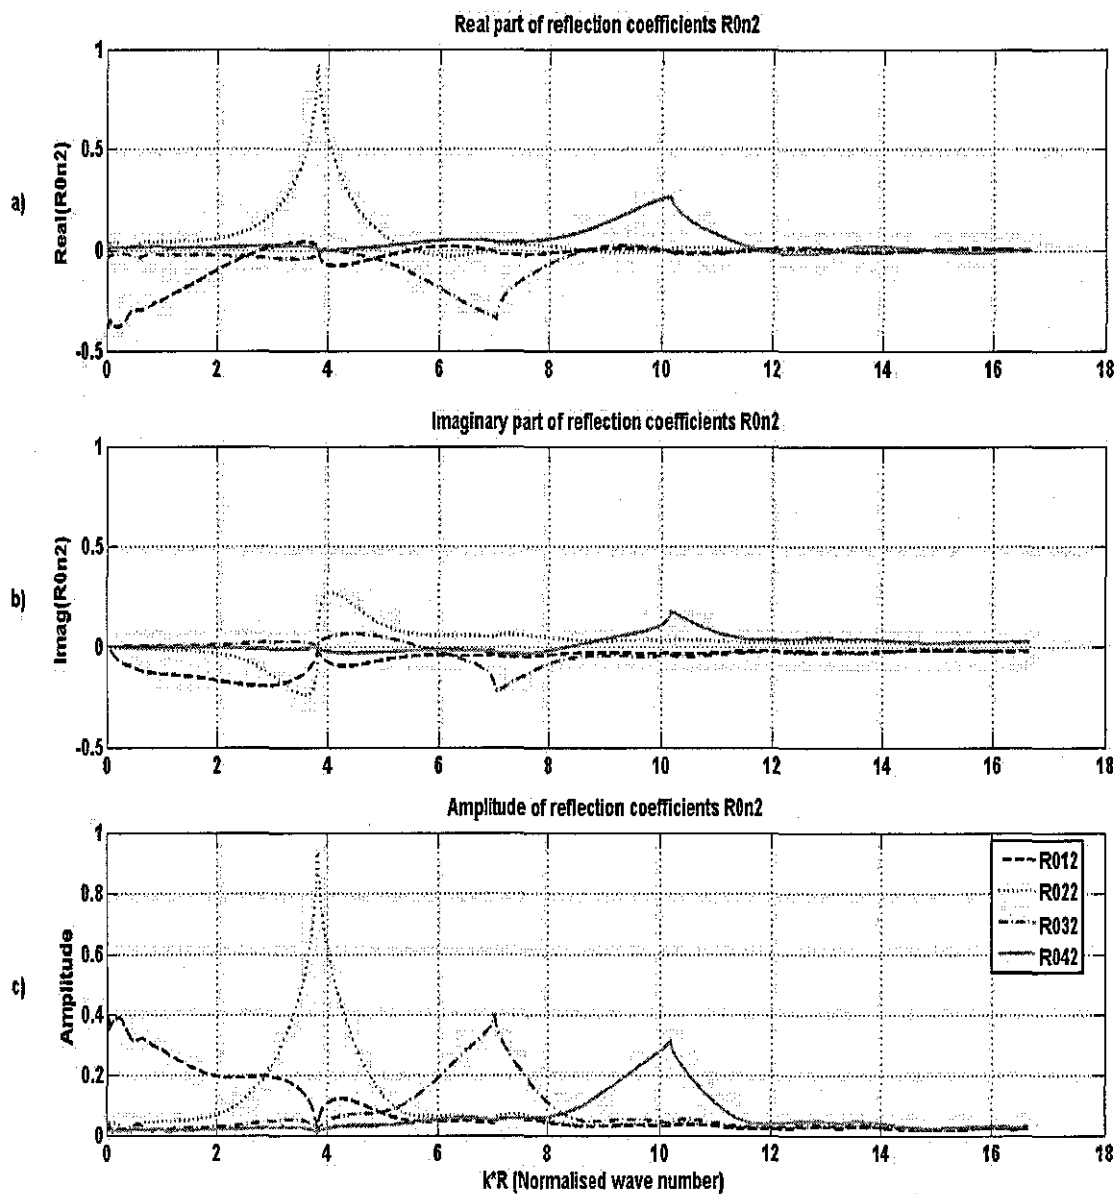 Real part of reflection coefficients R0n2
1
0.5
0
-0.5
a)
Real(R0n2)
0 2 4 6 8 10 12 14 16 18
Imaginary part of reflection coefficients R0n2
1
0.5
0
-0.5
b)
Imag(R0n2)
0 2 4 6 8 10 12 14 16 18
Amplitude of reflection coefficients R0n2
1
0.8
0.6
0.4
0.2
0
c)
Amplitude
R012
R022
R032
R042
0 2 4 6 8 10 12 14 16 18
k*R (Normalised wave number)